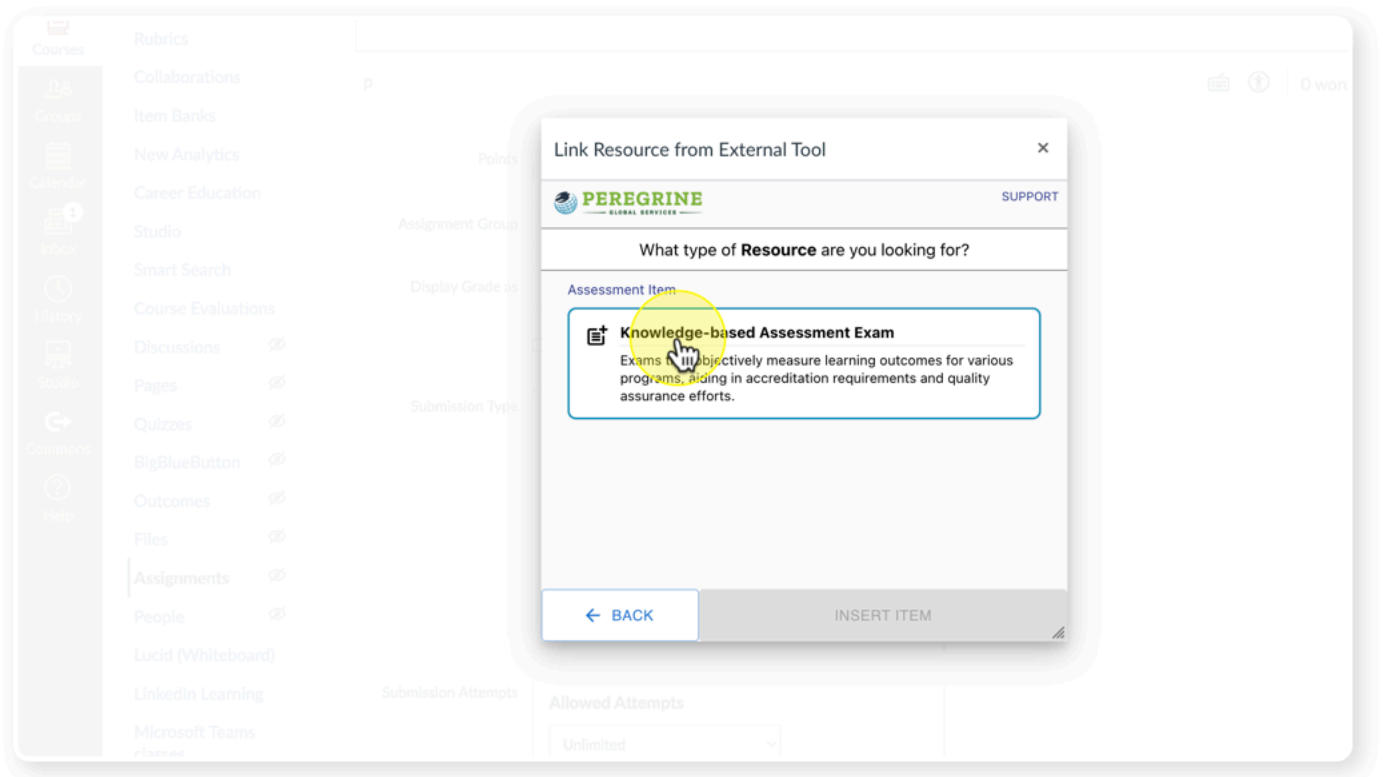 Courses
Groups
Calendar
1
Inbox
History
Studio
Commons
Help
Rubrics
Collaborations
Item Banks
New Analytics
Career Education
Studio
Smart Search
Course Evaluations
Discussions
Pages
Quizzes
BigBlueButton
Outcomes
Files
Assignments
People
Lucid (Whiteboard)
LinkedIn Learning
Microsoft Teams
classes
p
0 wor
Points
Assignment Group
Display Grade as
Submission Type
Submission Attempts
Allowed Attempts
Unlimited
Link Resource from External Tool
×
PEREGRINE
GLOBAL SERVICES
SUPPORT
What type of Resource are you looking for?
Assessment Item
Knowledge-based Assessment Exam
Exams objectively measure learning outcomes for various
programs, aiding in accreditation requirements and quality
assurance efforts.
← BACK
INSERT ITEM